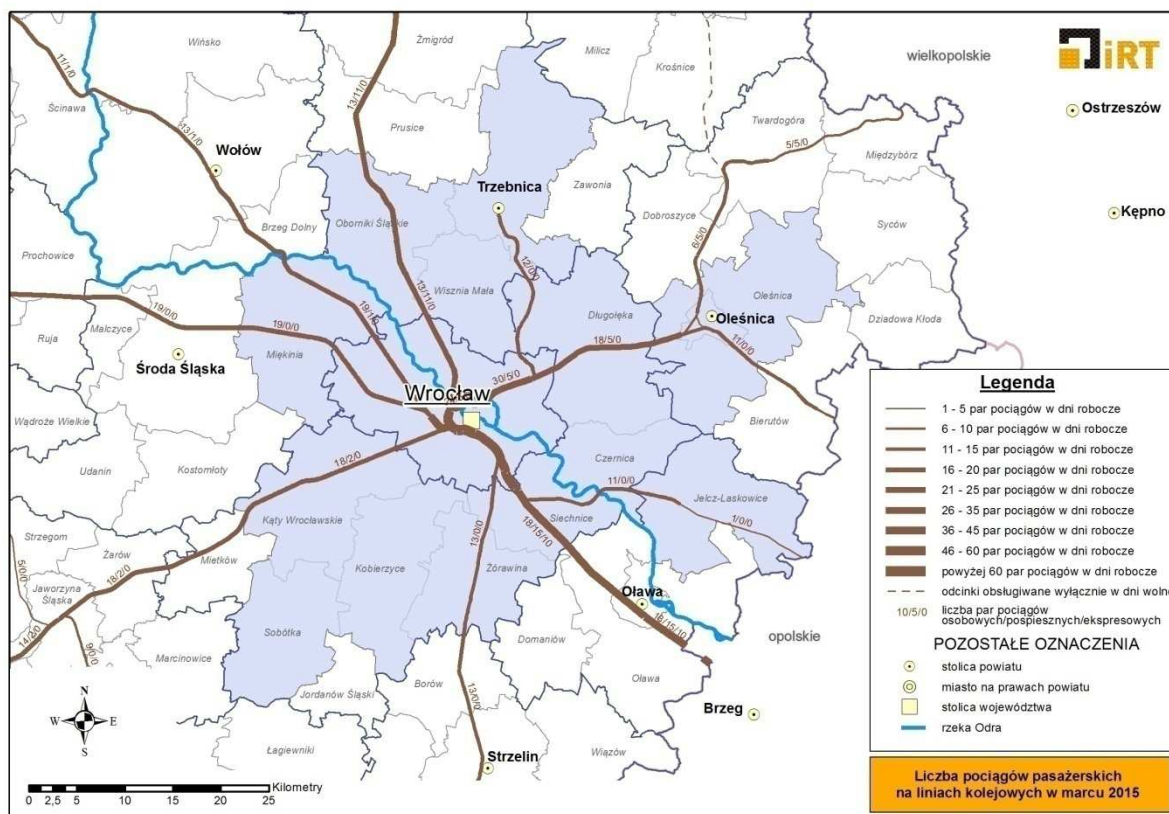 Wińsko
Żmigród
Milicz
Krośnice
wielkopolskie
iRT
11/1/0
13/11/0
Ścinawa
Ostrzeszów
Prusice
Twardogóra
13/1/0
5/5/0
Wołów
Międzybórz
Trzebnica
Zawonia
Dobroszyce
Kępno
Oborniki Śląskie
Brzeg Dolny
Syców
6/5/0
Prochowice
12/0/0
13/11/0
Wisznia Mała
Oleśnica
19/0/0
19/1/0
Długołęka
Oleśnica
Dziadowa Kłoda
Malczyce
19/0/0
Ruja
18/5/0
11/0/0
Środa Śląska
Miękinia
30/5/0
Wrocław
Wądroże Wielkie
Bierutów
Kostomłoty
Udanin
18/2/0
Czernica
11/0/0
Kąty Wrocławskie
Siechnice
Jelcz-Laskowice
1/0/0
13/0/0
18/15/10
Strzegom
Żarów
Mietków
5/0/0
18/2/0
Kobierzyce
Żórawina
Jaworzyna
Śląska
Oława
18/15/10
14/2/0
9/0/0
Sobótka
Domaniów
opolskie
Marcinowice
Jordanów Śląski
Borów
Oława
13/0/0
Brzeg
Łagiewniki
Strzelin
Wiązów
N
W E
S
0 2,5 5 10 15 20 25 Kilometry
Legenda
1 - 5 par pociągów w dni robocze
6 - 10 par pociągów w dni robocze
11 - 15 par pociągów w dni robocze
16 - 20 par pociągów w dni robocze
21 - 25 par pociągów w dni robocze
26 - 35 par pociągów w dni robocze
36 - 45 par pociągów w dni robocze
46 - 60 par pociągów w dni robocze
powyżej 60 par pociągów w dni robocze
odcinki obsługiwane wyłącznie w dni wolne
10/5/0 liczba par pociągów
osobowych/pospiesznych/ekspresowych
POZOSTAŁE OZNACZENIA
stolica powiatu
miasto na prawach powiatu
stolica województwa
rzeka Odra
Liczba pociągów pasażerskich
na liniach kolejowych w marcu 2015